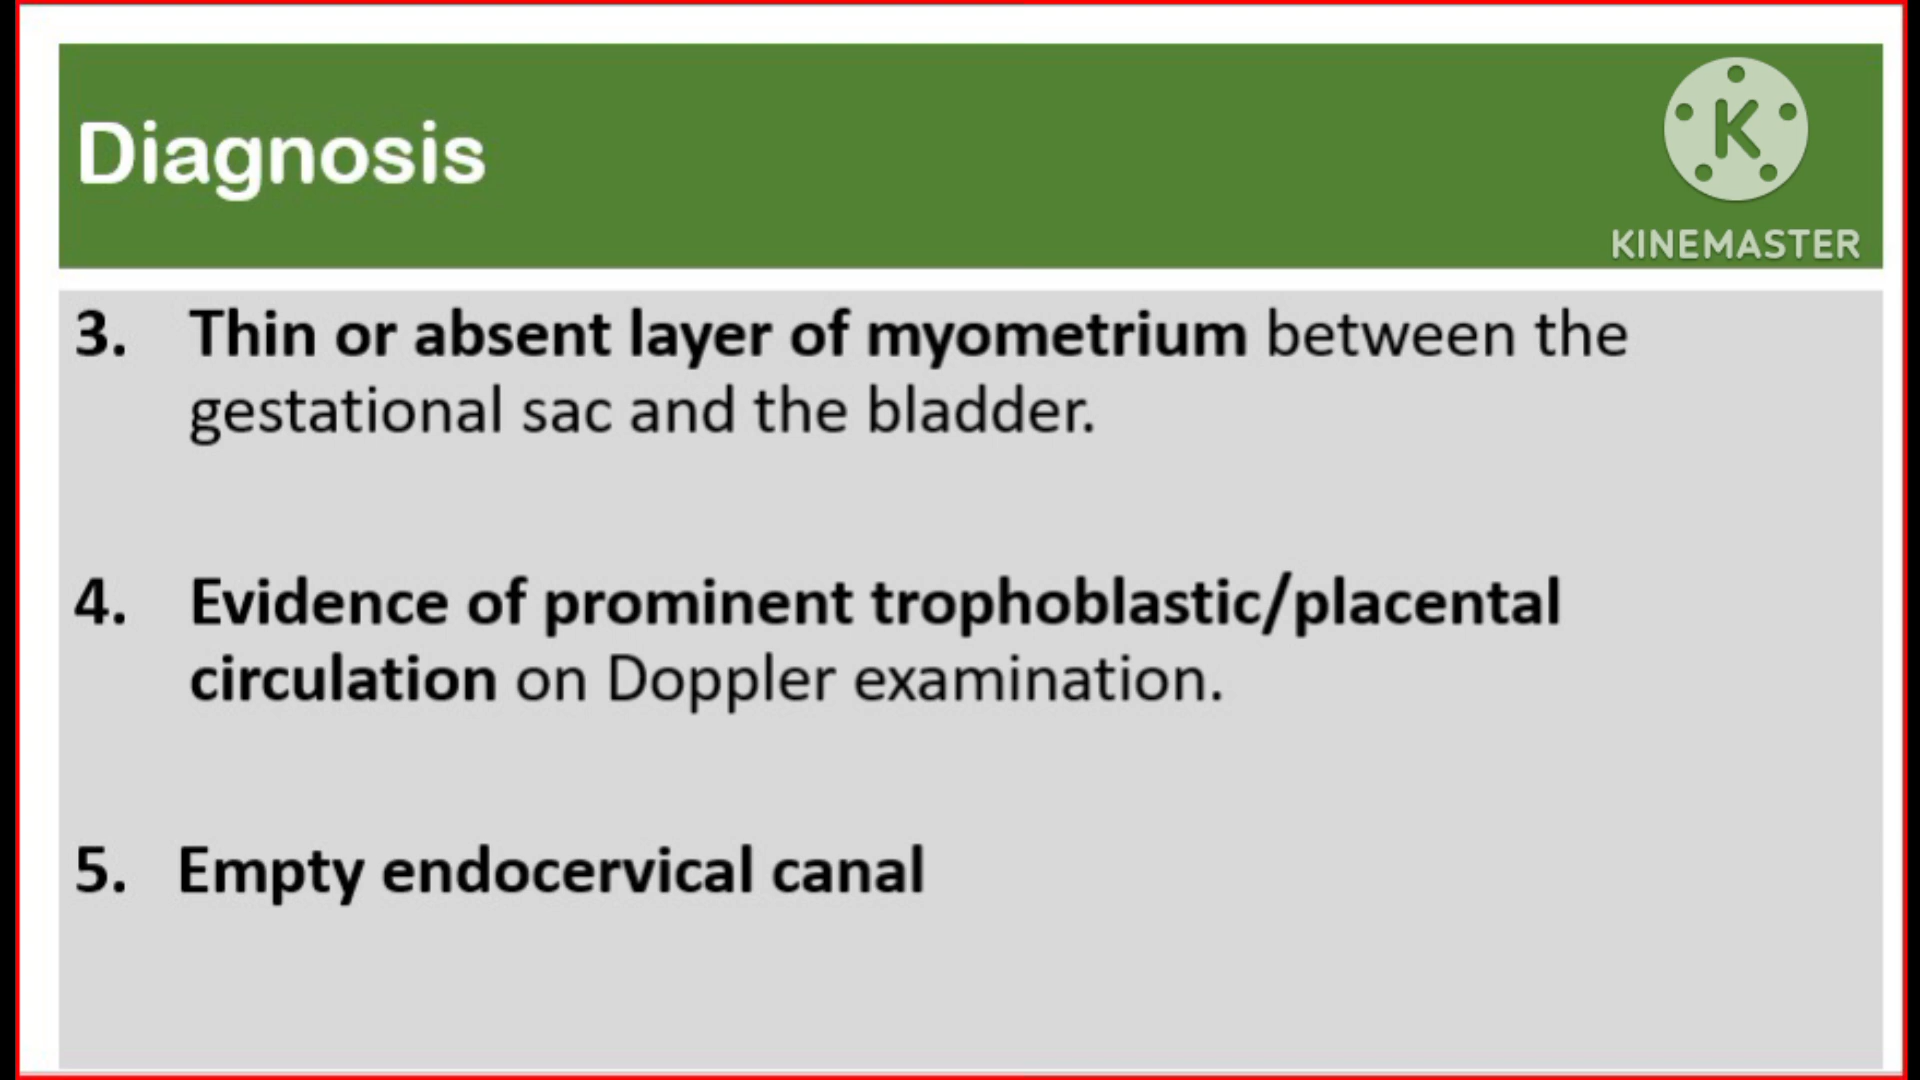 Diagnosis
K
KINEMASTER
3. Thin or absent layer of myometrium between the
gestational sac and the bladder.
4. Evidence of prominent trophoblastic/placental
circulation on Doppler examination.
5. Empty endocervical canal